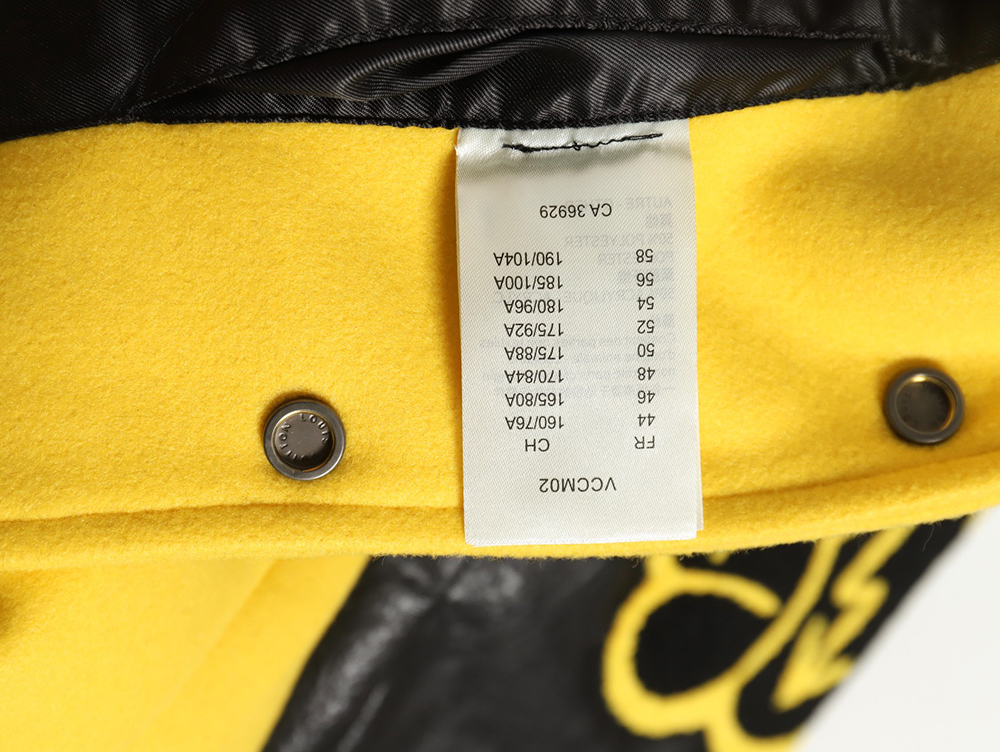 VCCM02
FR CH
44 160/76A
46 165/80A
48 170/84A
50 175/88A
52 175/92A
54 180/96A
56 185/100A
58 190/104A
CA 36929